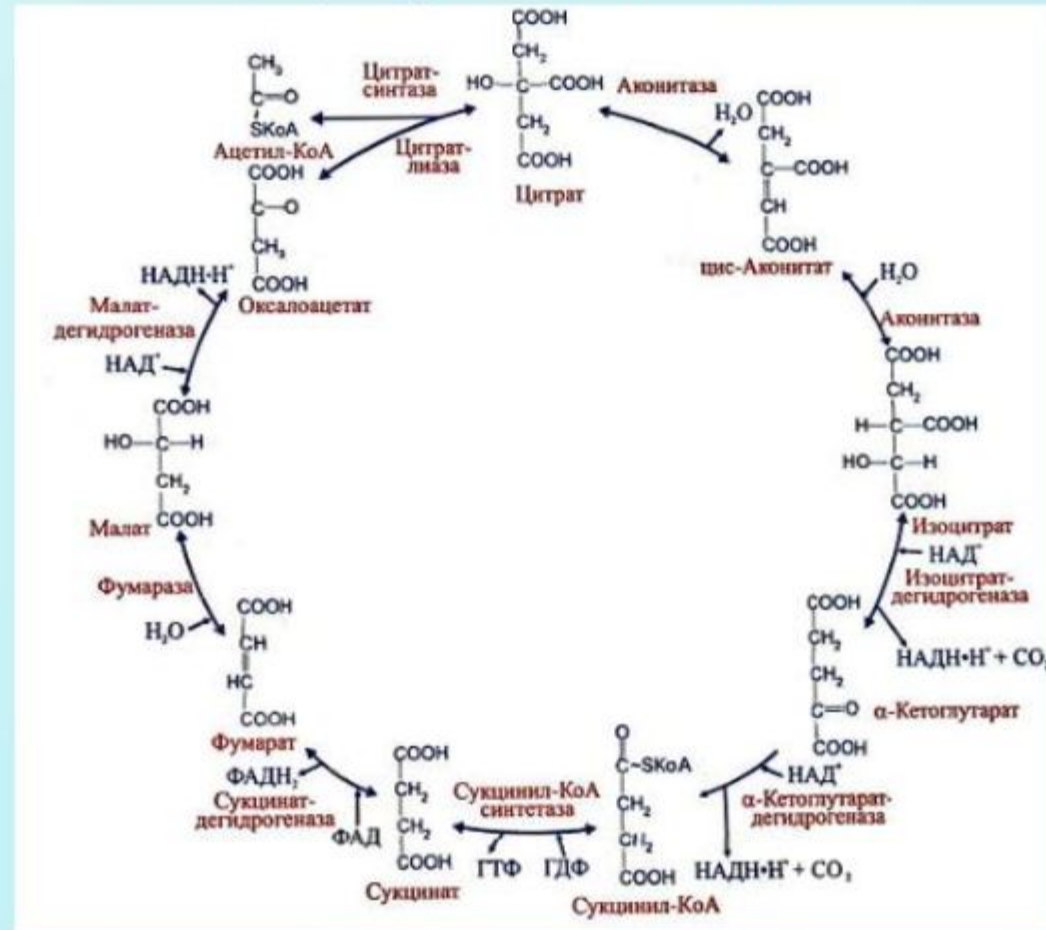 COOH
CH₂
HO—C—COOH
CH₂
COOH
Цитрат
Цитрат-
синтаза
Цитрат-
лиаза
CH₃
C=O
SKoA
Ацетил-КоА
COOH
C—O
CH₃
COOH
Оксалоацетат
Аконитаза
H₂O
COOH
CH₂
C—COOH
CH
COOH
цис-Аконитат
H₂O
Аконитаза
COOH
CH₂
H—C—COOH
HO—C—H
COOH
Изоцитрат
НАД⁺
Изоцитрат-
дегидрогеназа
НАДН•Н⁺ + CO₂
COOH
CH₂
CH₂
C=O
COOH
α-Кетоглутарат
НАД⁺
α-Кетоглутарат-
дегидрогеназа
НАДН•Н⁺ + CO₂
O
C~SKoA
CH₂
CH₂
COOH
Сукцинил-КоА
Сукцинил-КоА
синтетаза
ГТФ
ГДФ
COOH
CH₂
CH₂
COOH
Сукцинат
ФАДН₂
Сукцинат-
дегидрогеназа
ФАД
COOH
CH
HC
COOH
Фумарат
Фумараза
H₂O
COOH
HO—C—H
CH₂
COOH
Малат
НАДН•Н⁺
Малат-
дегидрогеназа
НАД⁺